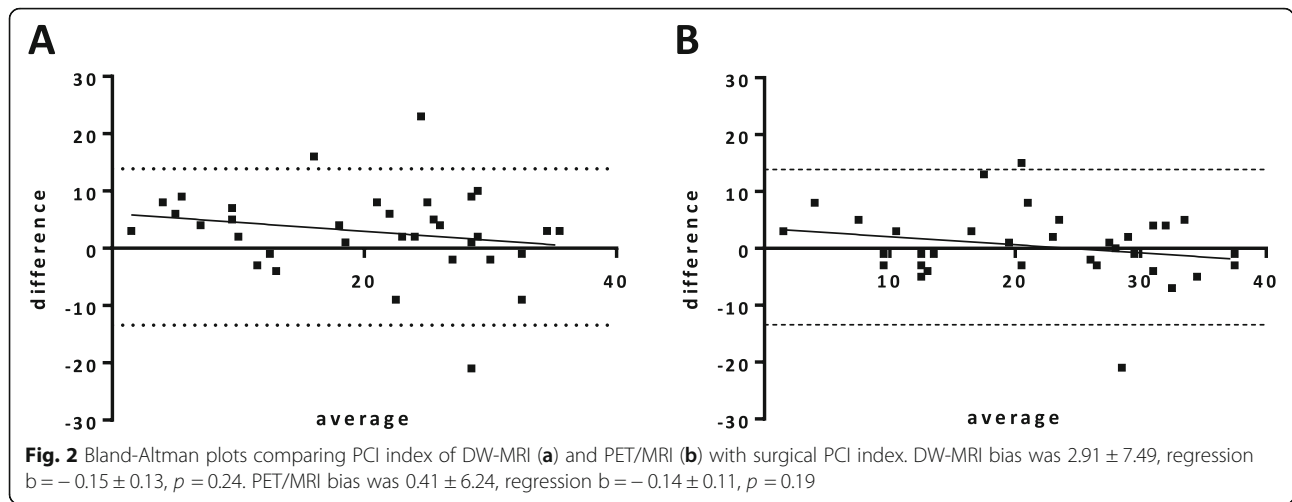 A
B
30
20
10
0
-10
-20
-30
20
40
difference
average
30
20
10
0
-10
-20
-30
10
20
30
40
difference
average
Fig. 2 Bland-Altman plots comparing PCI index of DW-MRI (a) and PET/MRI (b) with surgical PCI index. DW-MRI bias was 2.91 ± 7.49, regression
b = − 0.15 ± 0.13, p = 0.24. PET/MRI bias was 0.41 ± 6.24, regression b = − 0.14 ± 0.11, p = 0.19